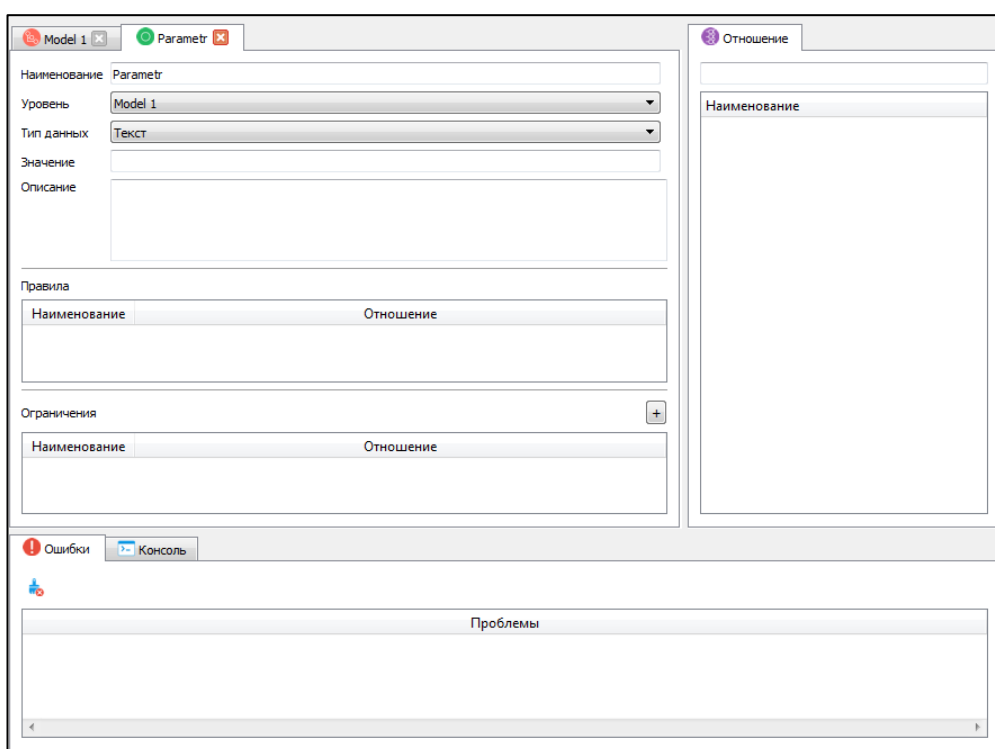 Model 1 Parametr
Наименование Parametr
Уровень Model 1
Тип данных Текст
Значение
Описание
Правила
Наименование Отношение
Ограничения +
Наименование Отношение
Отношение
Наименование
Ошибки Консоль
Проблемы